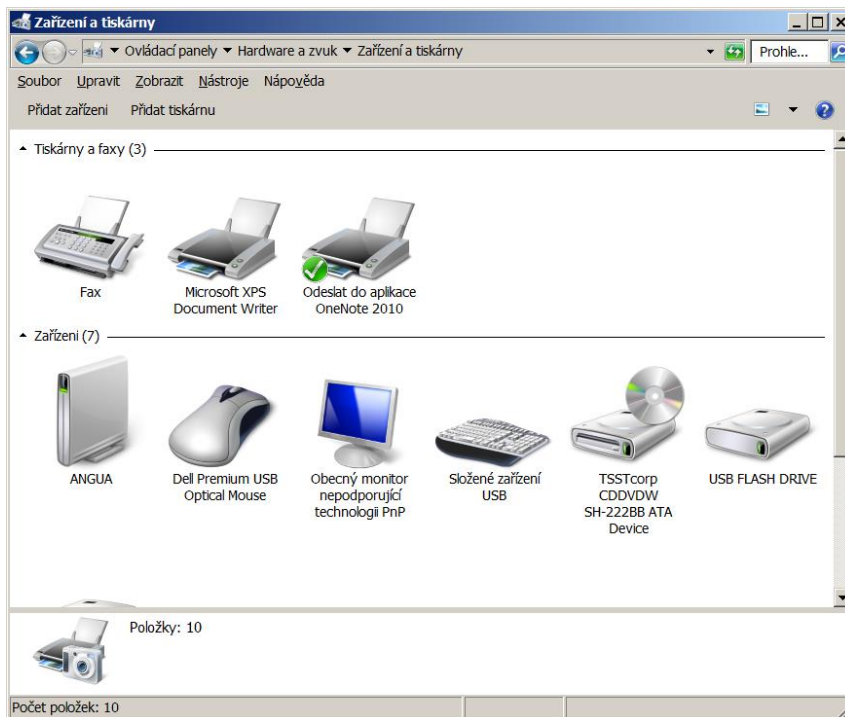 Zařízení a tiskárny
Ovládací panely Hardware a zvuk Zařízení a tiskárny Prohle...
Soubor Upravit Zobrazit Nástroje Nápověda
Přidat zařízeni Přidat tiskárnu
Tiskárny a faxy (3)
Fax
Microsoft XPS
Document Writer
Odeslat do aplikace
OneNote 2010
Zařízeni (7)
ANGUA
Dell Premium USB
Optical Mouse
Obecný monitor
nepodporující
technologii PnP
Složené zařízení
USB
TSSTcorp
CDDVDW
SH-222BB ATA
Device
USB FLASH DRIVE
Položky: 10
Počet položek: 10